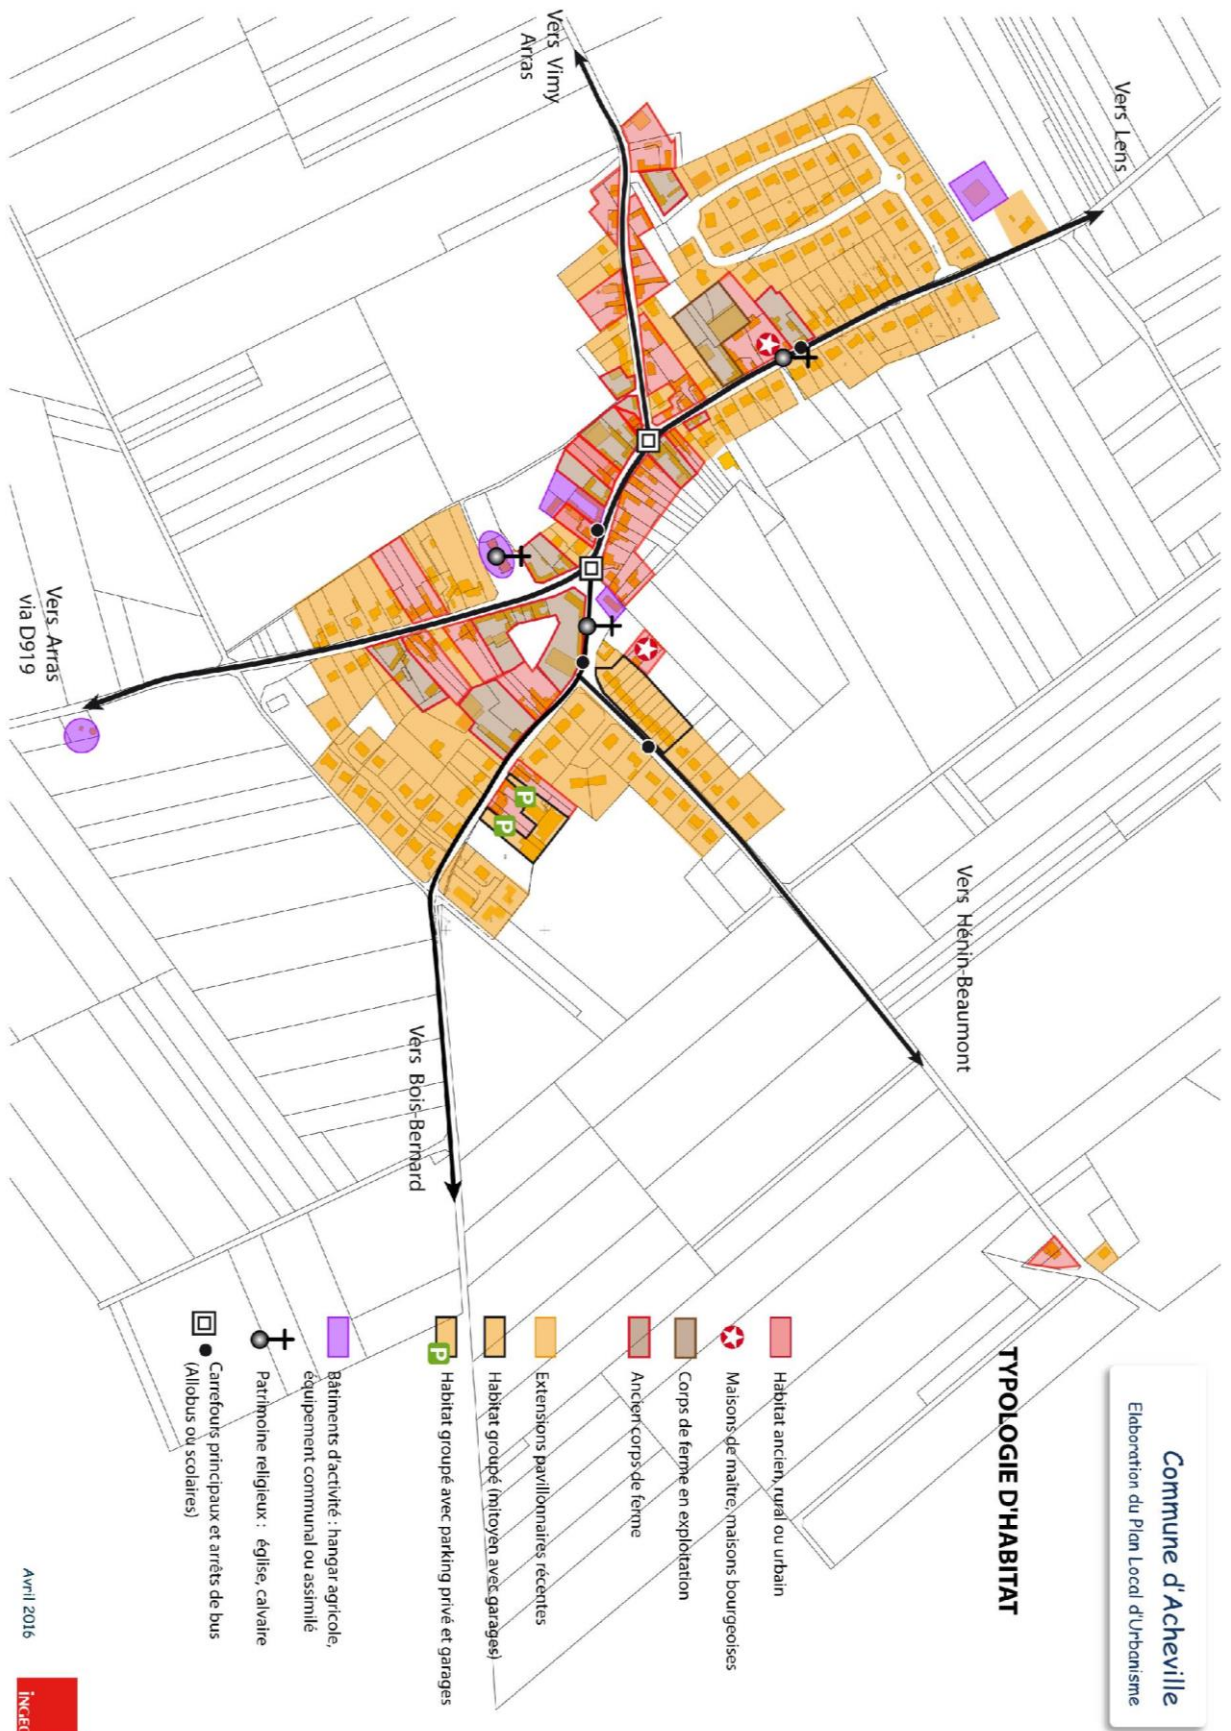 Commune d'Acheville
Elaboration du Plan Local d'Urbanisme
TYPOLOGIE D'HABITAT
Vers Lens
Vers Vimy
Arras
Vers Hénin-Beaumont
Vers Arras
via D919
Vers Bois-Bernard
Habitat ancien, rural ou urbain
Maisons de maître, maisons bourgeoises
Corps de ferme en exploitation
Ancien corps de ferme
Extensions pavillonnaires récentes
Habitat groupé (mitoyen avec garages)
P
P
P
Habitat groupé avec parking privé et garages
Bâtiments d'activité : hangar agricole,
équipement communal ou assimilé
Patrimoine religieux : église, calvaire
Carrefours principaux et arrêts de bus
(Allobus ou scolaires)
Avril 2016